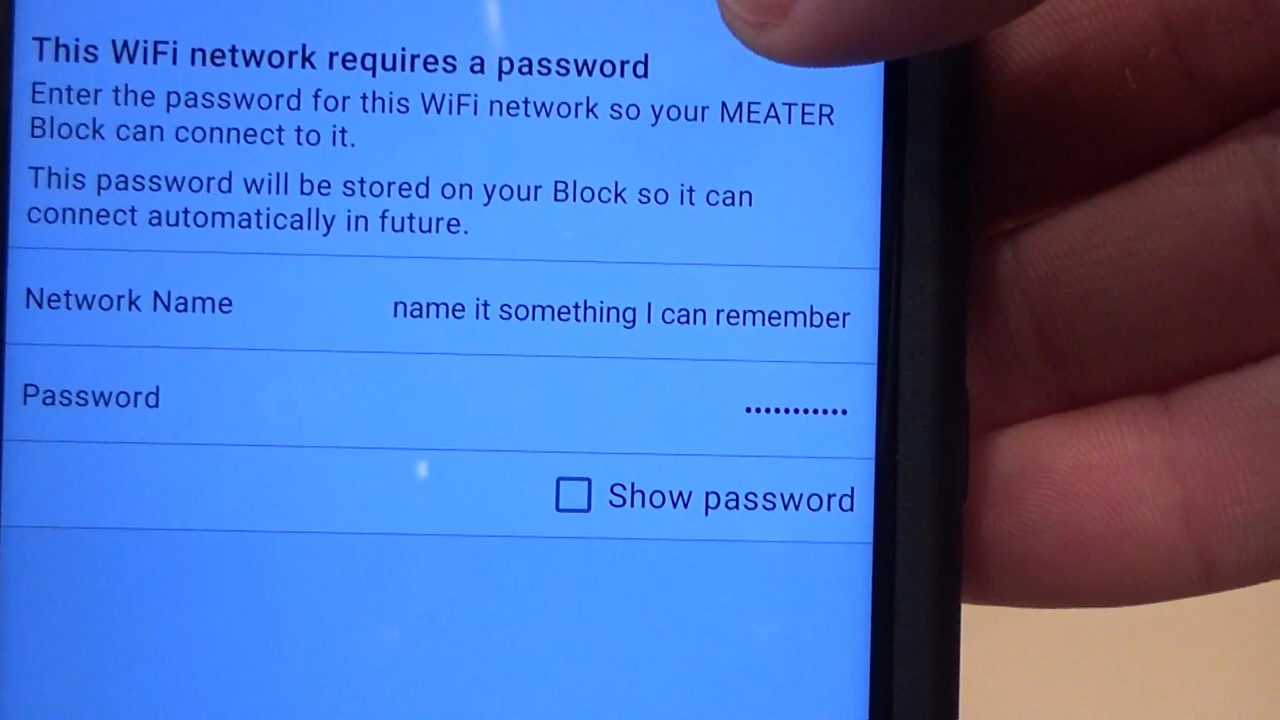 This WiFi network requires a password
Enter the password for this WiFi network so your MEATER
Block can connect to it.
This password will be stored on your Block so it can
connect automatically in future.
Network Name name it something I can remember
Password •••••••••••
Show password